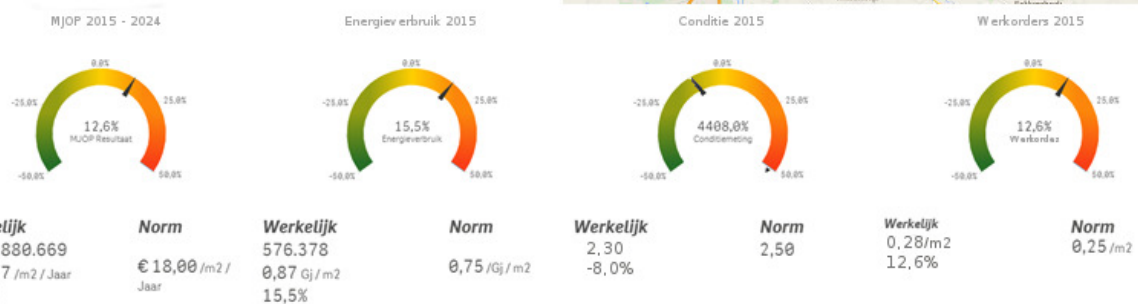 MJOP 2015 - 2024
0,0%
-25,0%
25,0%
12,6%
MJOP Resultaat
-50,0%
50,0%
elijk
Norm
880.669
7 /m2 / Jaar
€ 18,00 /m2 /
Jaar
Energieverbruik 2015
0,0%
-25,0%
25,0%
15,5%
Energieverbruik
-50,0%
50,0%
Werkelijk
Norm
576.378
0,87 Gj / m2
0,75 /Gj / m2
15,5%
Conditie 2015
0,0%
-25,0%
25,0%
4408,0%
Conditiemeting
-50,0%
50,0%
Werkelijk
Norm
2,30
2,50
-8,0%
Werkorders 2015
0,0%
-25,0%
25,0%
12,6%
Werkordes
-50,0%
50,0%
Werkelijk
Norm
0,28/m2
0,25 /m2
12,6%